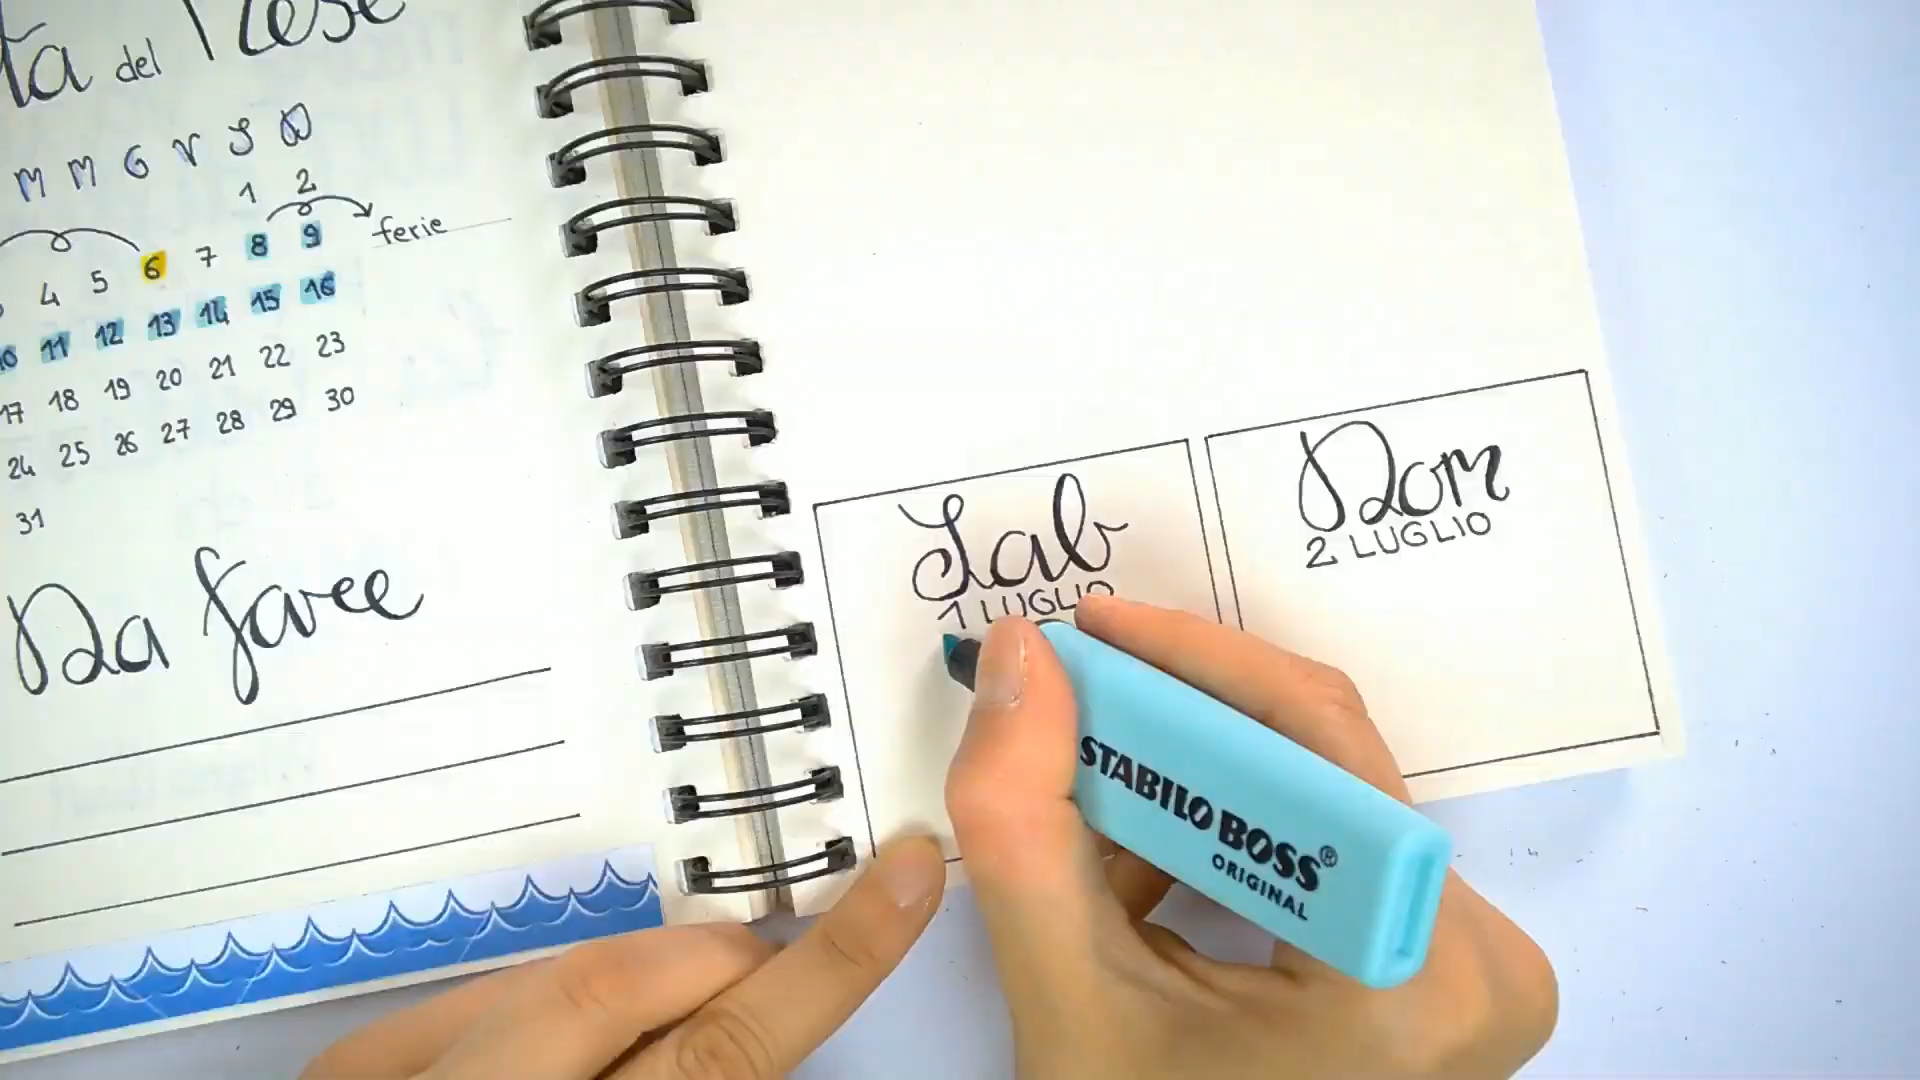 ta del Mese
M M G V S D
1 2
4 5 6 7 8 9
ferie
10 11 12 13 14 15 16
17 18 19 20 21 22 23
24 25 26 27 28 29 30
31
Da fare
Sab
1 LUGLIO
Dom
2 LUGLIO
STABILO BOSS®
ORIGINAL